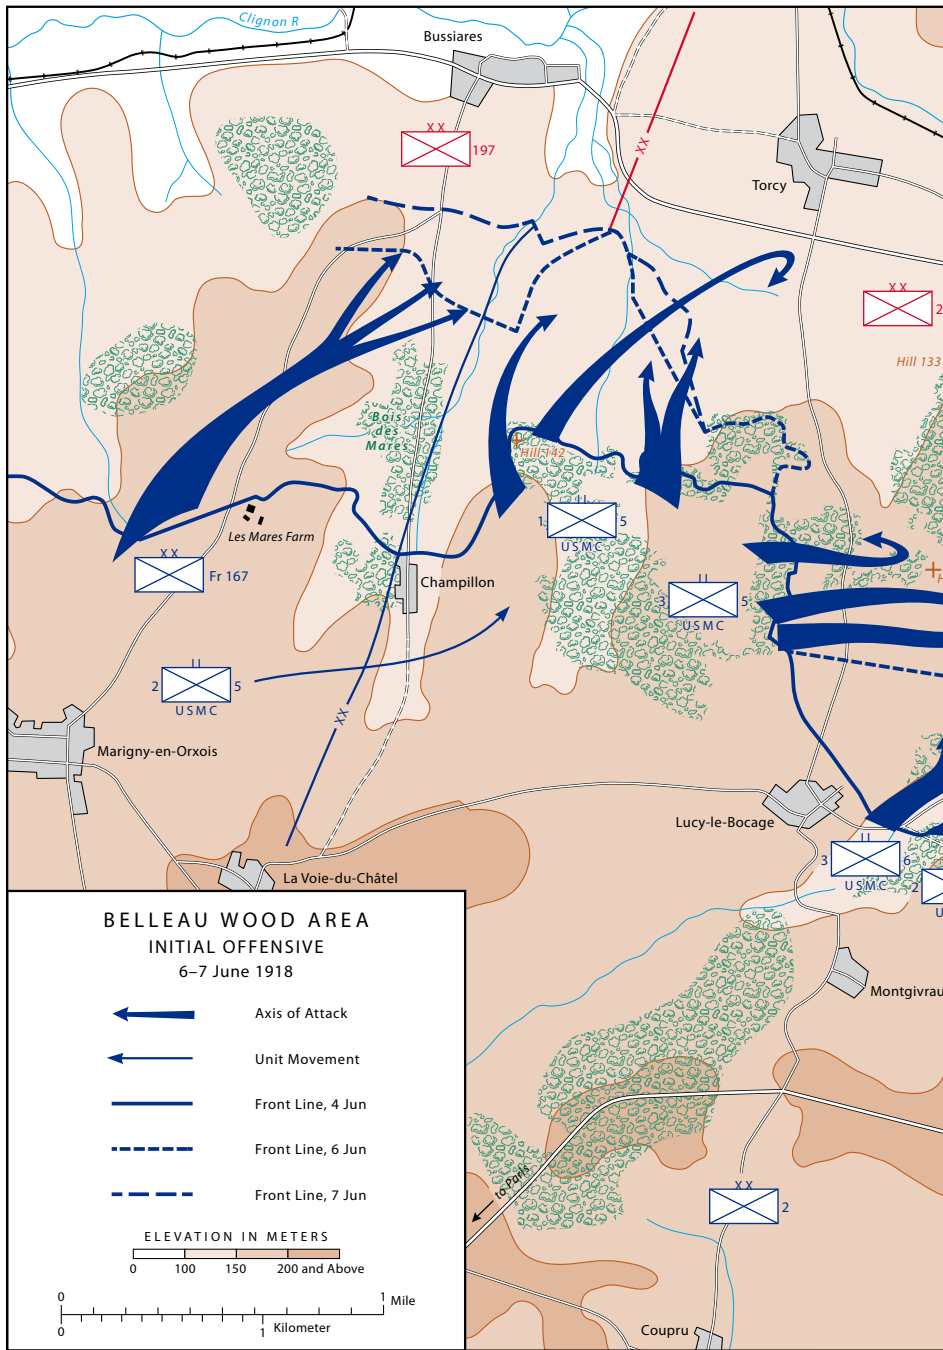 Clignon R
Bussiares
XX
197
XX
Torcy
XX
2
Hill 133
Bois
des
Mares
Hill 142
Les Mares Farm
II
1 5
USMC
XX
Fr 167
Champillon
II
3 5
USMC
H
II
2 5
USMC
XX
Marigny-en-Orxois
Lucy-le-Bocage
II
3 6
USMC
2
U
La Voie-du-Châtel
Montgivrau
to Paris
XX
2
Coupru
BELLEAU WOOD AREA
INITIAL OFFENSIVE
6–7 June 1918
Axis of Attack
Unit Movement
Front Line, 4 Jun
Front Line, 6 Jun
Front Line, 7 Jun
ELEVATION IN METERS
0 100 150 200 and Above
0 1 Mile
0 1 Kilometer